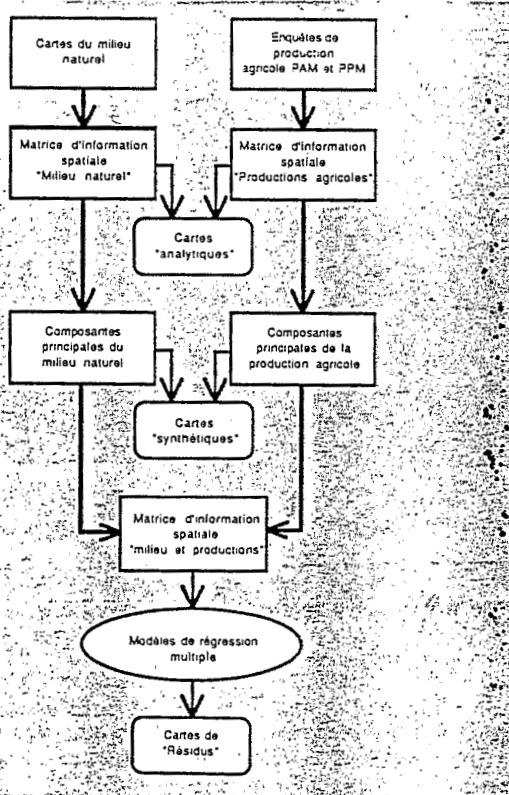 Cartes du milieu
naturel
Enquêtes de
production
agricole PAM et PPM
Matrice d'information
spatiale
"Milieu naturel"
Matrice d'information
spatiale
"Productions agricoles"
Cartes
"analytiques"
Composantes
principales du
milieu naturel
Composantes
principales de la
production agricole
Cartes
"synthétiques"
Matrice d'information
spatiale
"milieu et productions"
Modèles de régression
multiple
Cartes de
"Résidus"